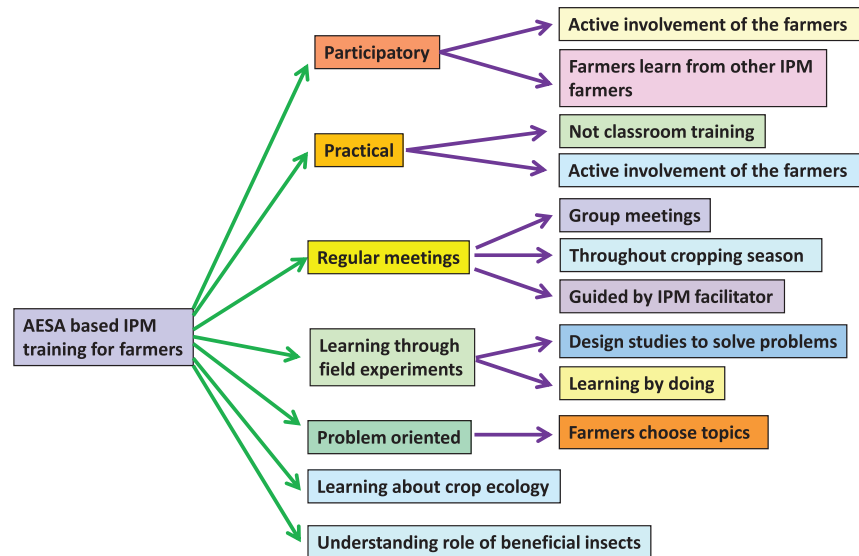 AESA based IPM
training for farmers
Participatory
Active involvement of the farmers
Farmers learn from other IPM
farmers
Practical
Not classroom training
Active involvement of the farmers
Regular meetings
Group meetings
Throughout cropping season
Guided by IPM facilitator
Learning through
field experiments
Design studies to solve problems
Learning by doing
Problem oriented
Farmers choose topics
Learning about crop ecology
Understanding role of beneficial insects